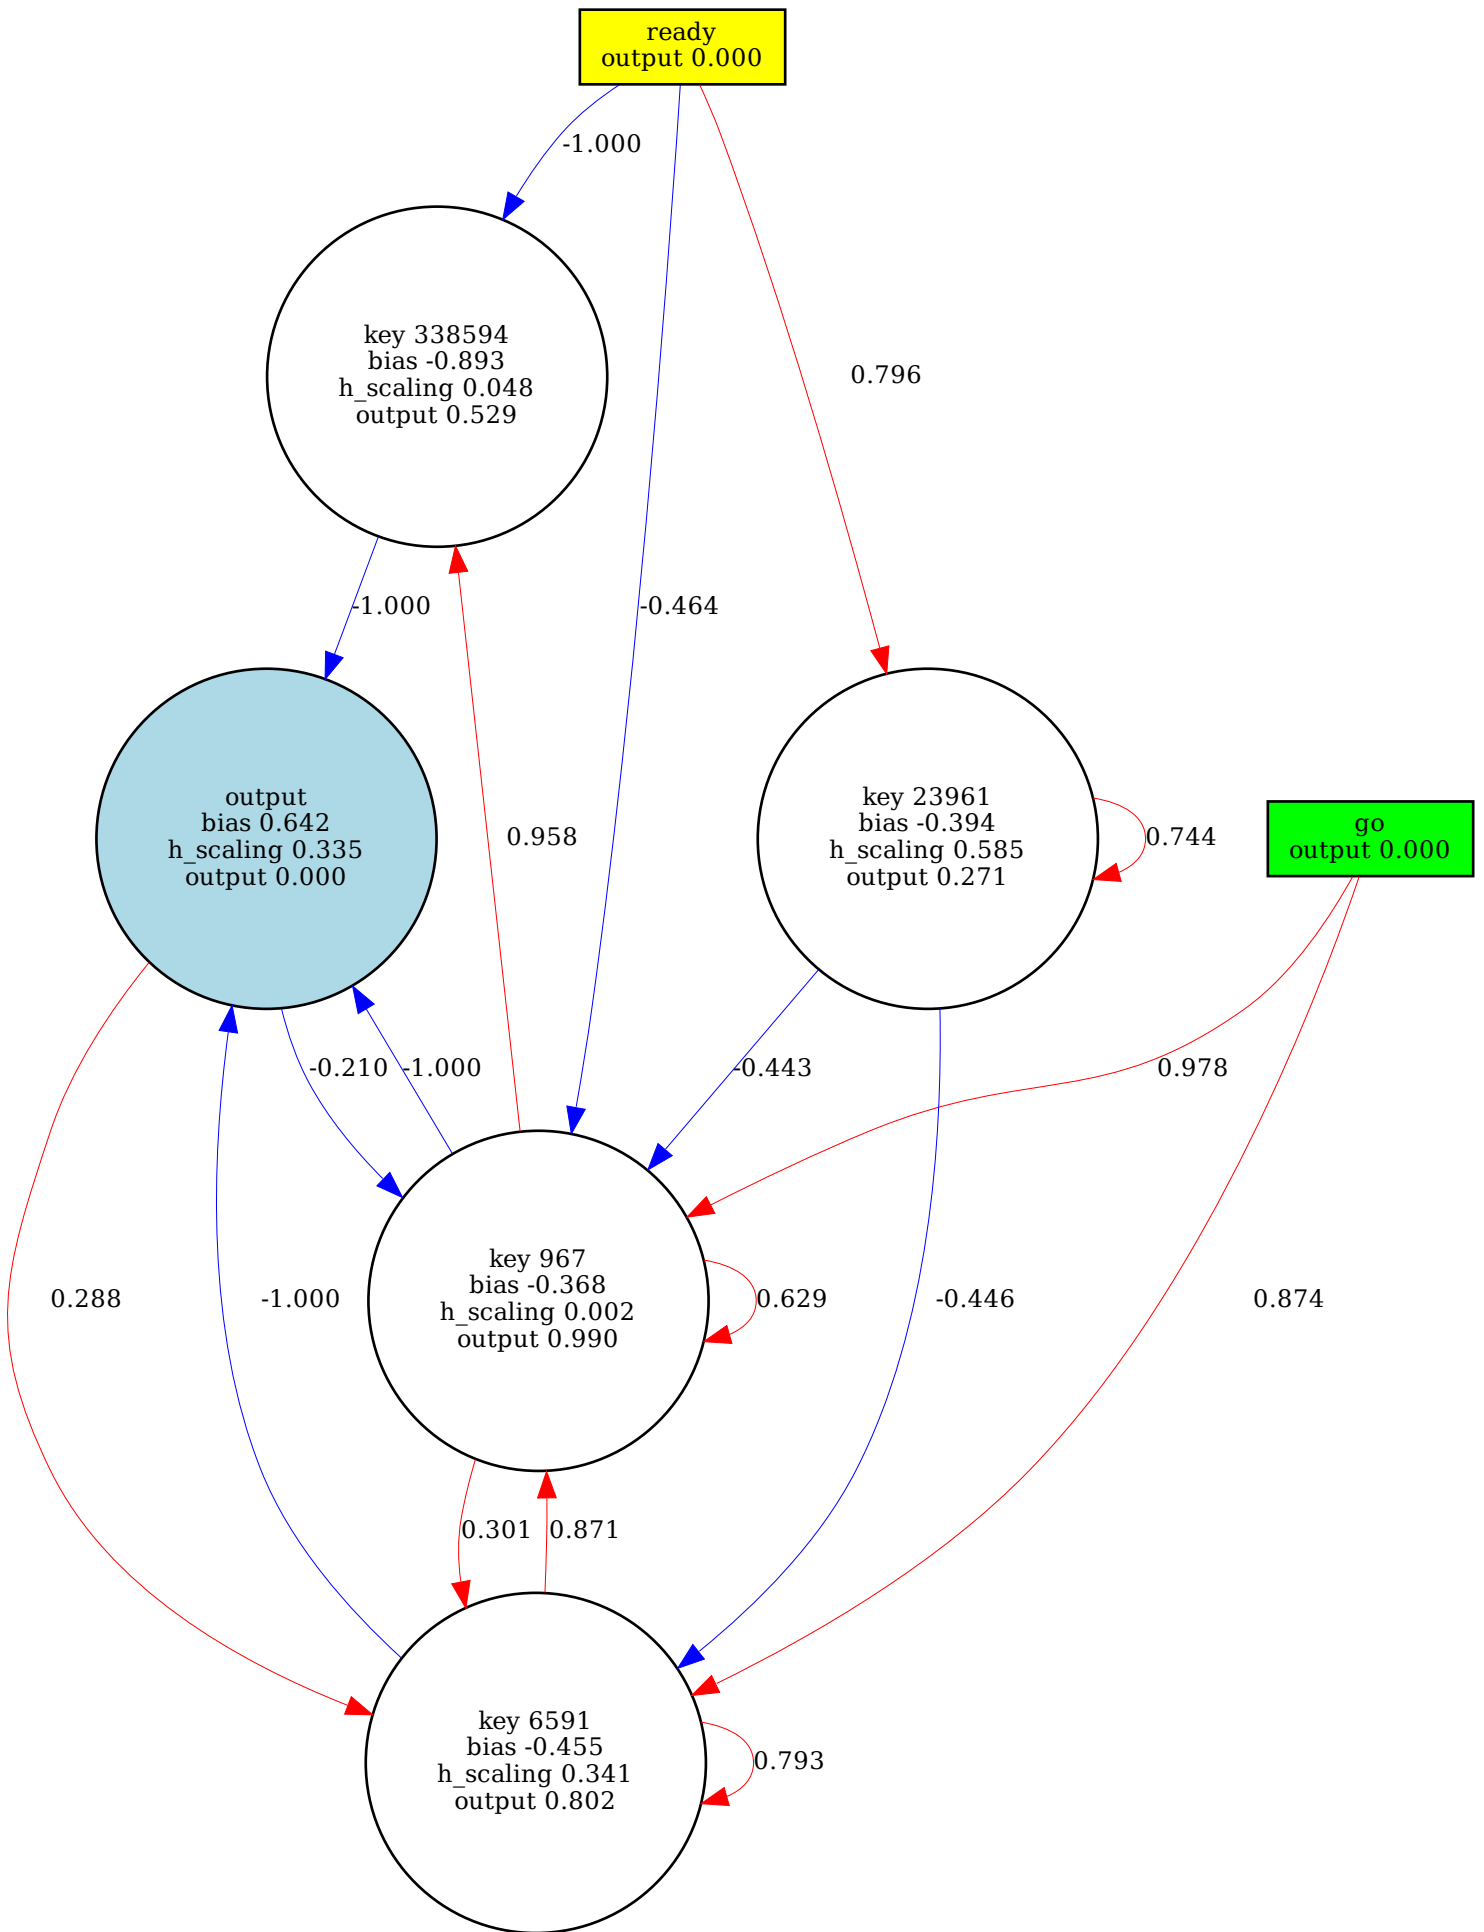 ready
output 0.000
-1.000
key 338594
bias -0.893
h_scaling 0.048
output 0.529
0.796
-1.000
-0.464
output
bias 0.642
h_scaling 0.335
output 0.000
0.958
key 23961
bias -0.394
h_scaling 0.585
output 0.271
0.744
go
output 0.000
-0.210
-1.000
-0.443
0.978
0.288
-1.000
key 967
bias -0.368
h_scaling 0.002
output 0.990
0.629
-0.446
0.874
0.301
0.871
key 6591
bias -0.455
h_scaling 0.341
output 0.802
0.793